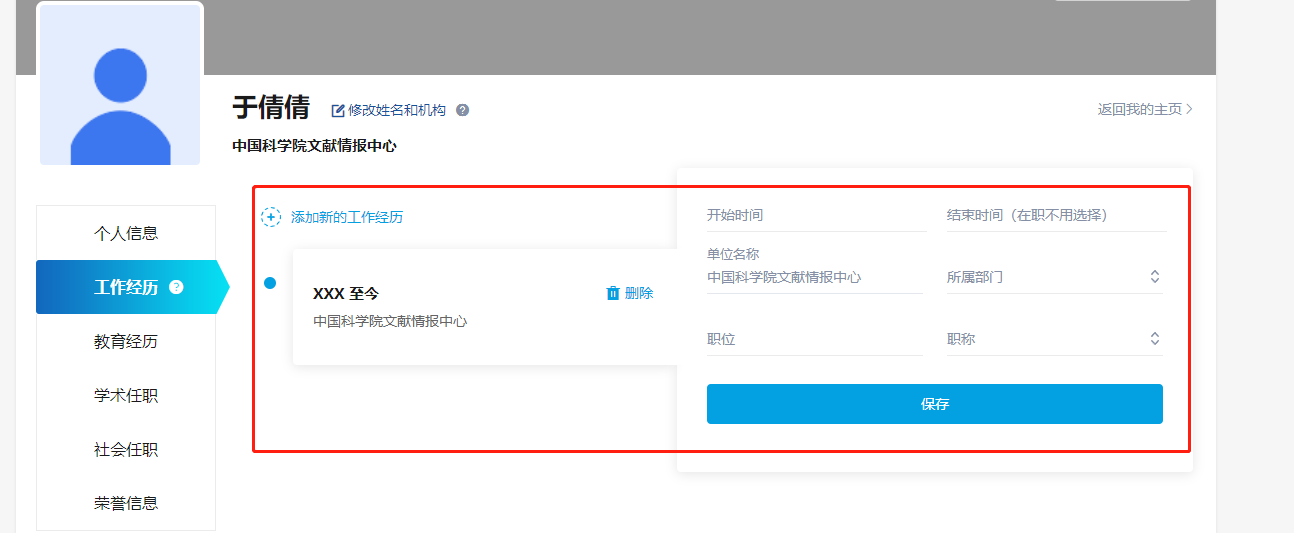 于倩倩 修改姓名和机构 ?
返回我的主页 >
中国科学院文献情报中心
个人信息
工作经历 ?
教育经历
学术任职
社会任职
荣誉信息
添加新的工作经历
XXX 至今
删除
中国科学院文献情报中心
开始时间
结束时间（在职不用选择）
单位名称
中国科学院文献情报中心
所属部门
职位
职称
保存